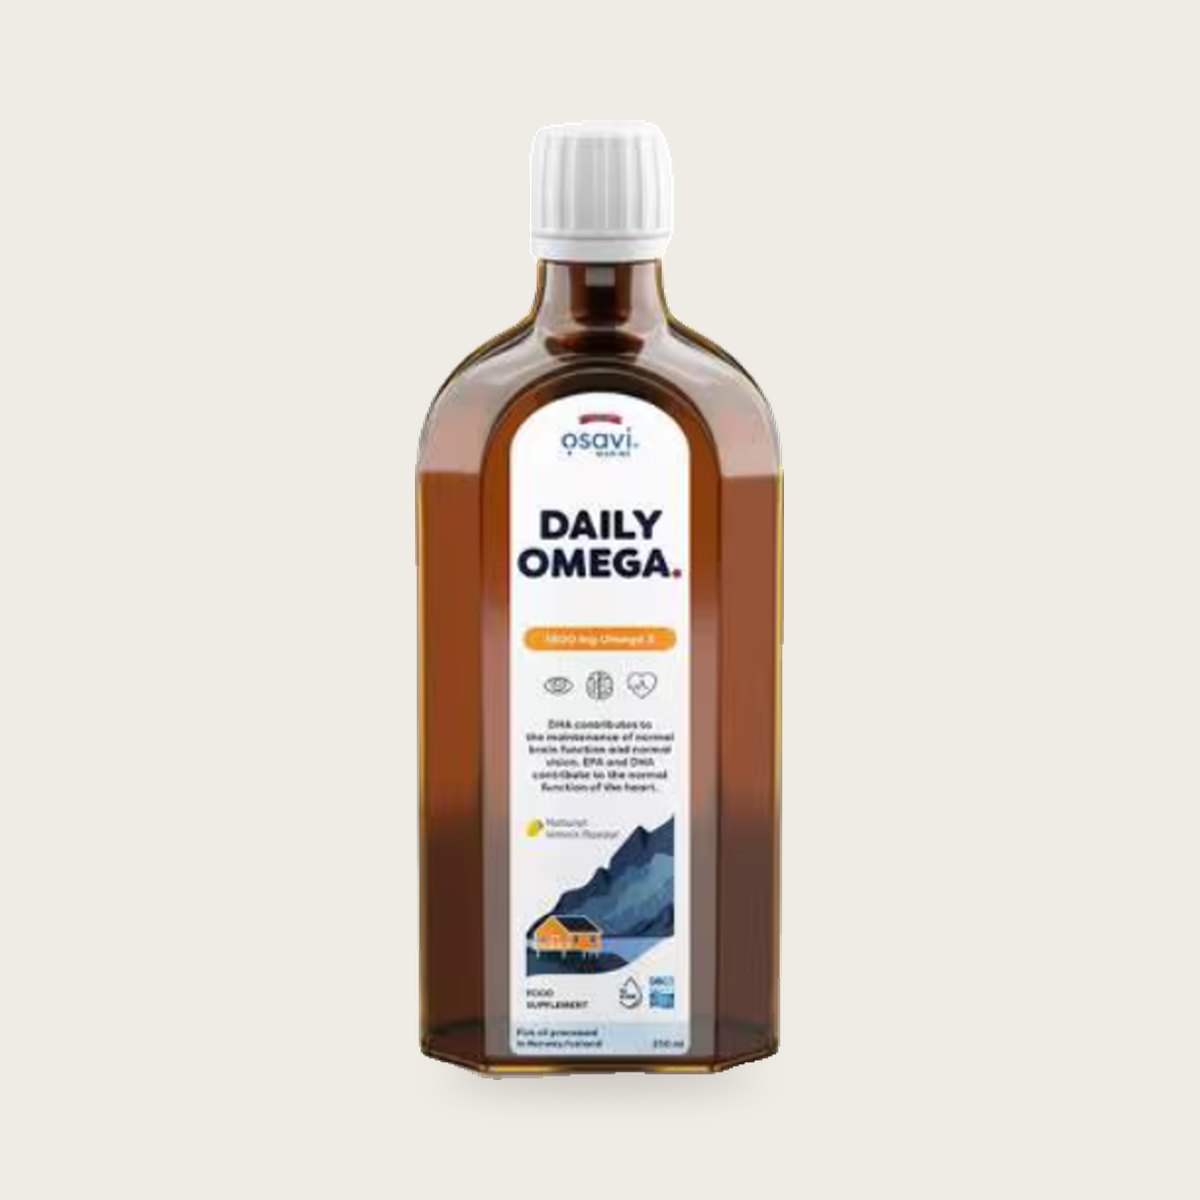 osavi
MARINE
DAILY
OMEGA.
1600 mg Omega 3
DHA contributes to
the maintenance of normal
brain function and normal
vision. EPA and DHA
contribute to the normal
function of the heart.
Natural
lemon flavour
FOOD
SUPPLEMENT
Fish oil processed
in Norway/Iceland
250 ml